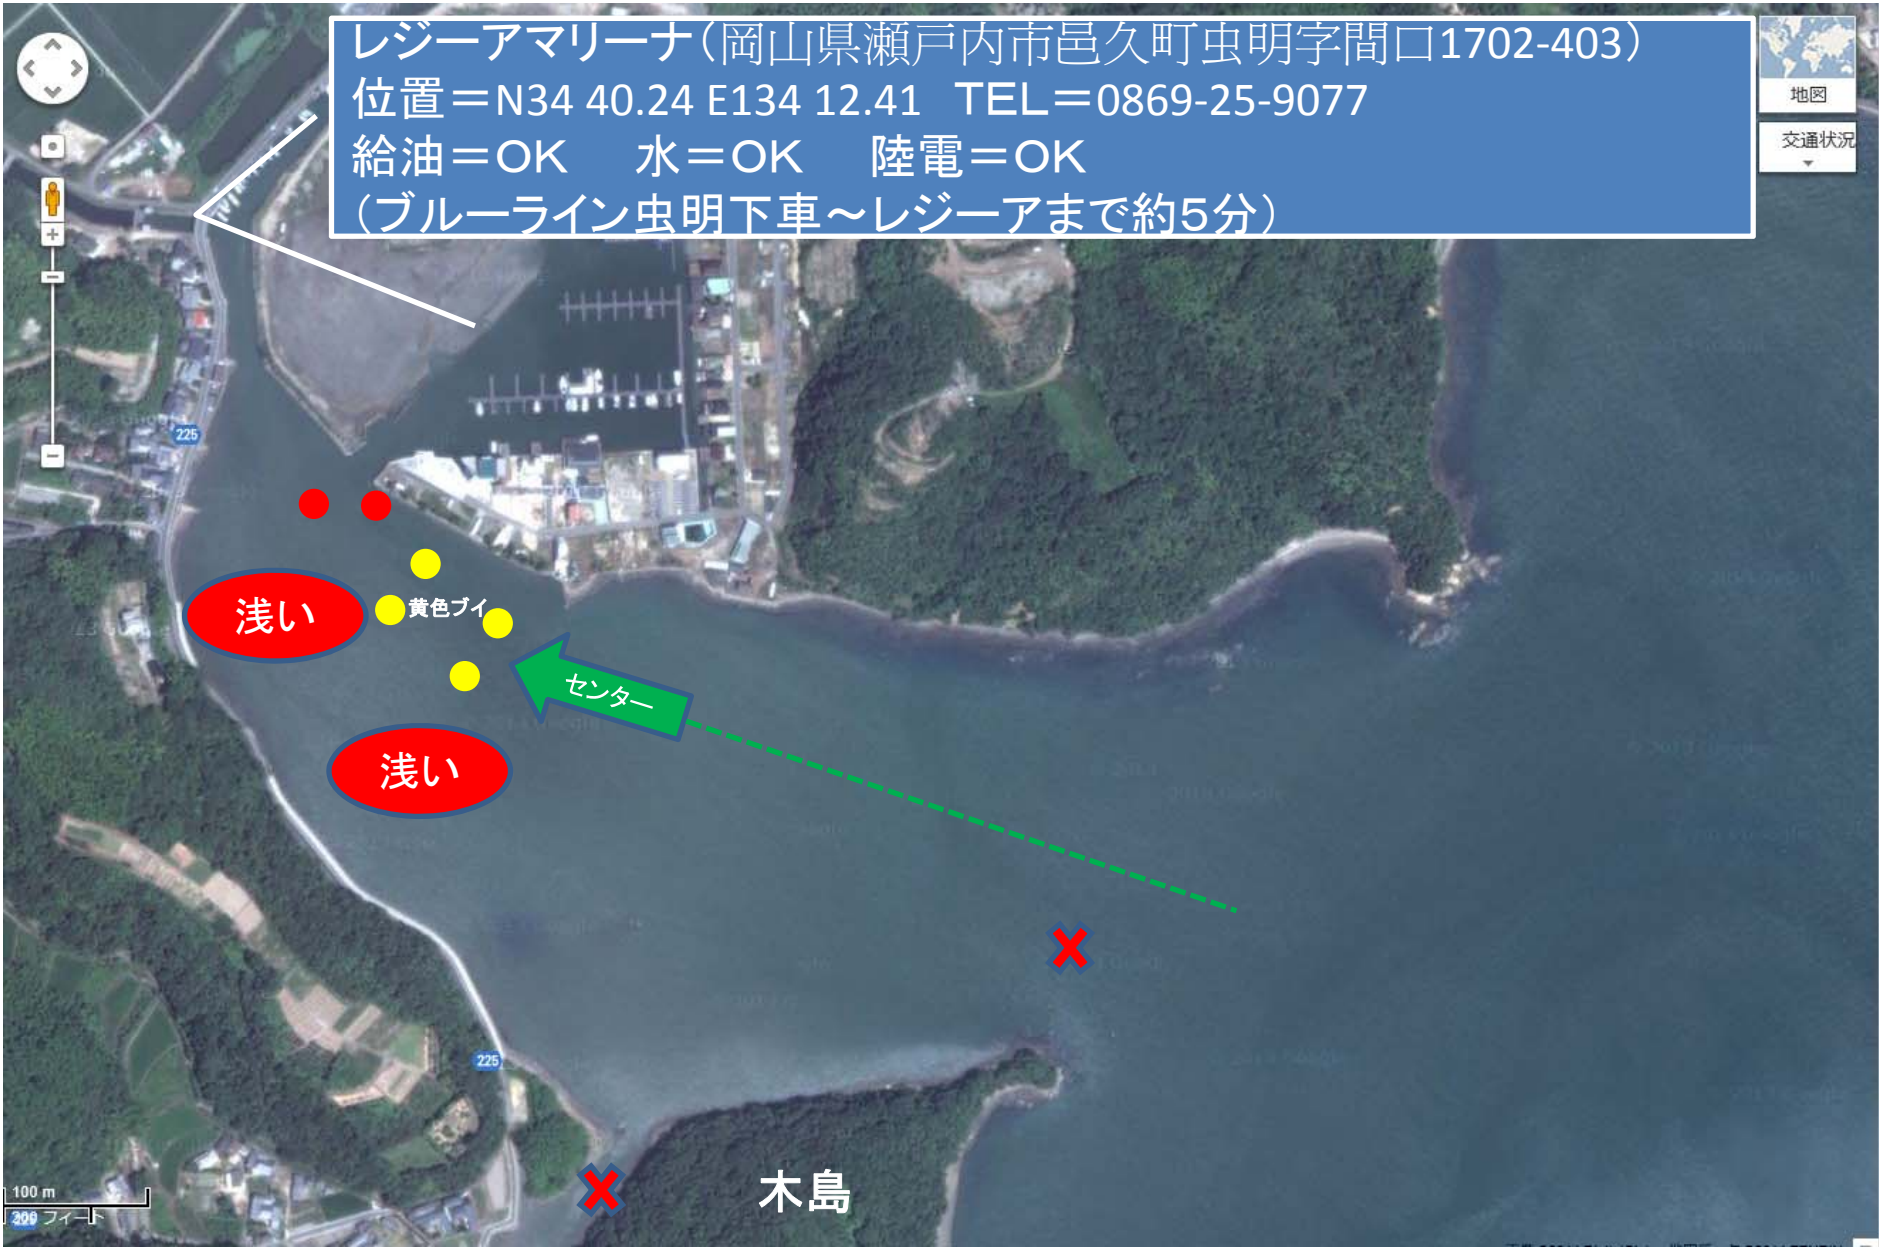 レジーアマリーナ（岡山県瀬戸内市邑久町虫明字間口1702-403）
位置＝N34 40.24 E134 12.41 TEL＝0869-25-9077
給油＝OK 水＝OK 陸電＝OK
（ブルーライン虫明下車～レジーアまで約５分）
地図
交通状況
225
浅い
黄色ブイ
センター
浅い
225
木島
100 m
フィート